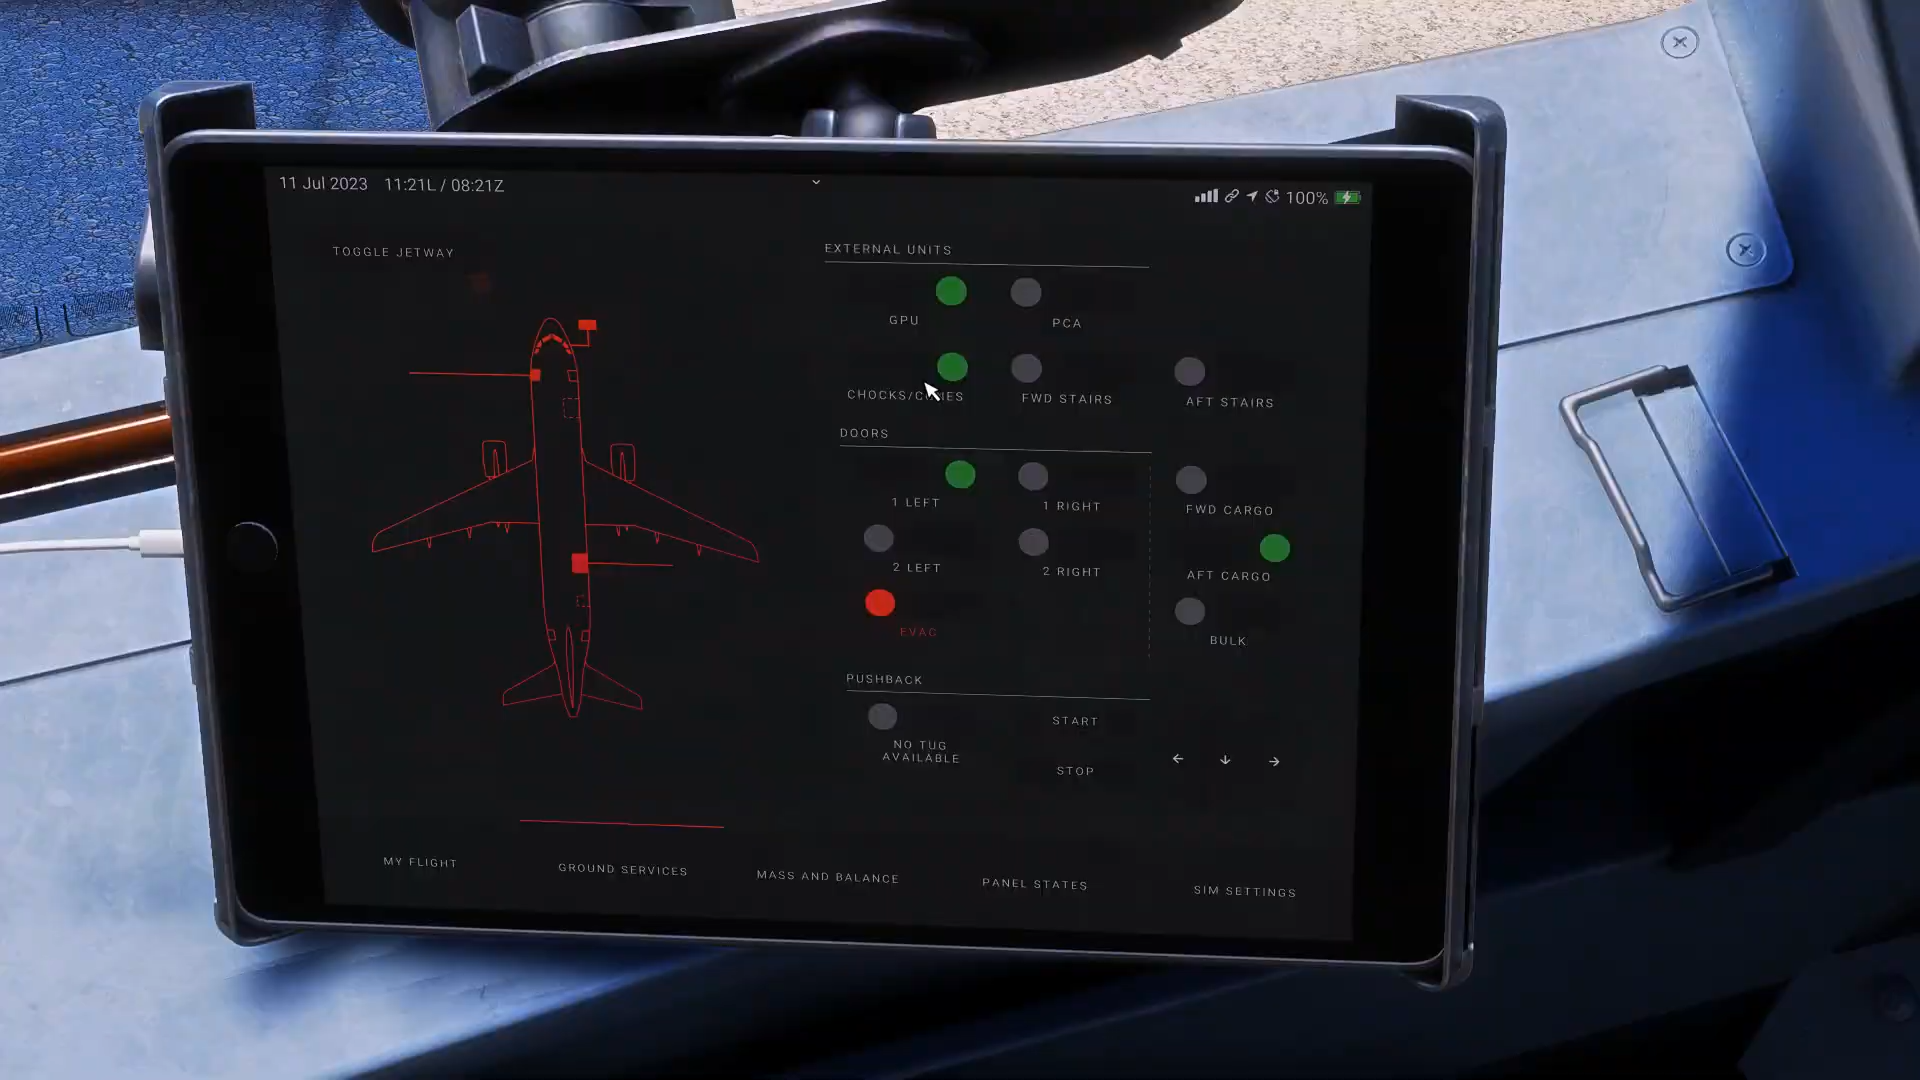 11 Jul 2023 11:21L / 08:21Z
100%
TOGGLE JETWAY
EXTERNAL UNITS
GPU
PCA
CHOCKS/CONES
FWD STAIRS
AFT STAIRS
DOORS
1 LEFT
1 RIGHT
FWD CARGO
2 LEFT
2 RIGHT
AFT CARGO
EVAC
BULK
PUSHBACK
NO TUG
AVAILABLE
START
STOP
MY FLIGHT
GROUND SERVICES
MASS AND BALANCE
PANEL STATES
SIM SETTINGS